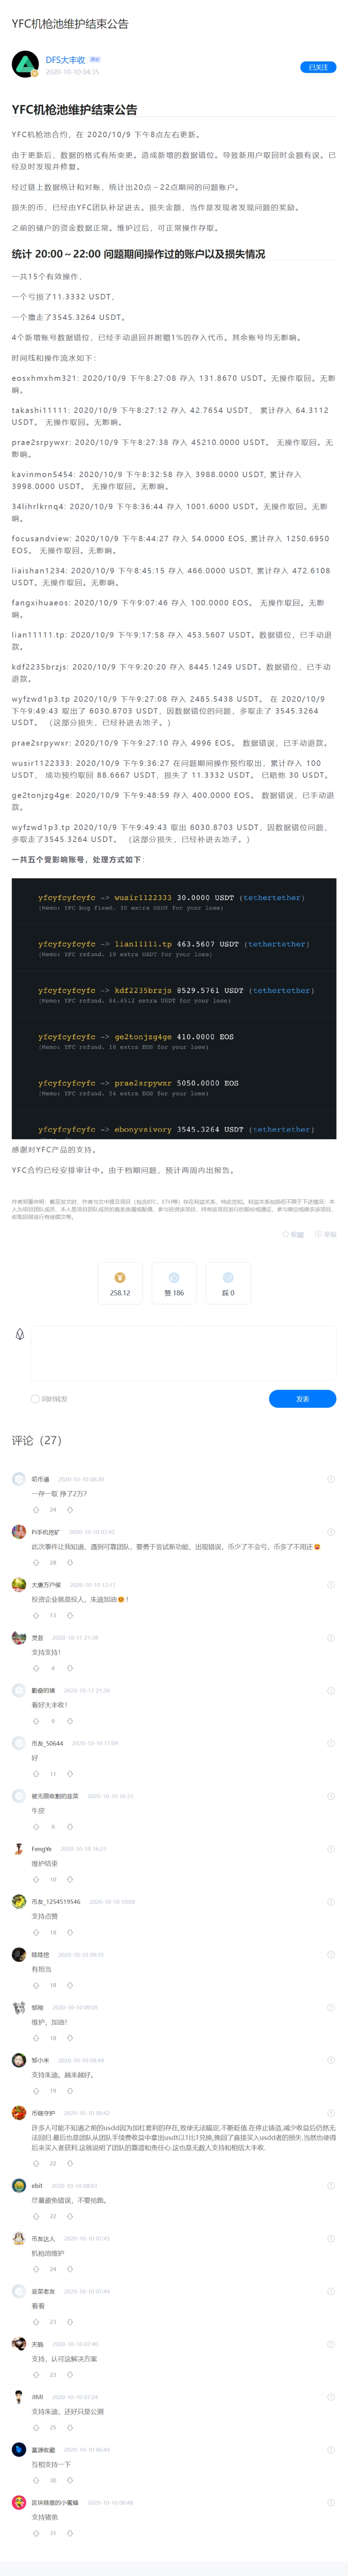 YFC机枪池维护结束公告
DFS大丰收
2020-10-10 04:35
已关注
YFC机枪池维护结束公告
YFC机枪池合约，在 2020/10/9 下午8点左右更新。
由于更新后，数据的格式有所变更。造成新增的数据错位。导致新用户取回时金额有误。已
经及时发现并修复。
经过链上数据统计和对账，统计出20点～22点期间的问题账户。
损失的币，已经由YFC团队补足进去。损失金额，当作是发现者发现问题的奖励。
之前的储户的资金数据正常。维护过后，可正常操作存取。
统计 20:00～22:00 问题期间操作过的账户以及损失情况
一共15个有效操作，
一个亏损了11.3332 USDT，
一个撸走了3545.3264 USDT。
4个新增账号数据错位，已经手动退回并附赠1%的存入代币。其余账号均无影响。
时间线和操作流水如下：
eosxhmxhm321: 2020/10/9 下午8:27:08 存入 131.8670 USDT。无操作取回。无影
响。
takashi11111: 2020/10/9 下午8:27:12 存入 42.7654 USDT， 累计存入 64.3112
USDT。 无操作取回。无影响。
prae2srpywxr: 2020/10/9 下午8:27:38 存入 45210.0000 USDT。 无操作取回。无
影响。
kavinmon5454: 2020/10/9 下午8:32:58 存入 3988.0000 USDT, 累计存入
3998.0000 USDT。 无操作取回。无影响。
34lihrlkrnq4: 2020/10/9 下午8:36:44 存入 1001.6000 USDT。无操作取回。无影
响。
focusandview: 2020/10/9 下午8:44:27 存入 54.0000 EOS, 累计存入 1250.6950
EOS。 无操作取回。无影响。
liaishan1234: 2020/10/9 下午8:45:15 存入 466.0000 USDT, 累计存入 472.6108
USDT。无操作取回。无影响。
fangxihuaeos: 2020/10/9 下午9:07:46 存入 100.0000 EOS。 无操作取回。无影
响。
lian11111.tp: 2020/10/9 下午9:17:58 存入 453.5607 USDT。数据错位，已手动退
款。
kdf2235brzjs: 2020/10/9 下午9:20:20 存入 8445.1249 USDT。数据错位，已手动
退款。
wyfzwd1p3.tp 2020/10/9 下午9:27:08 存入 2485.5438 USDT。 在 2020/10/9
下午9:49:43 取出了 6030.8703 USDT，因数据错位的问题，多取走了 3545.3264
USDT。 （这部分损失，已经补进去池子。）
prae2srpywxr: 2020/10/9 下午9:27:10 存入 4996 EOS。 数据错误，已手动退款。
wusir1122333: 2020/10/9 下午9:36:27 在问题期间操作预约取出，累计存入 100
USDT， 成功预约取回 88.6667 USDT，损失了 11.3332 USDT。 已赔他 30 USDT。
ge2tonjzg4ge: 2020/10/9 下午9:48:59 存入 400.0000 EOS。 数据错误，已手动退
款。
wyfzwd1p3.tp 2020/10/9 下午9:49:43 取出 6030.8703 USDT，因数据错位问题，
多取走了3545.3264 USDT。 （这部分损失，已经补进去池子。）
一共五个受影响账号，处理方式如下：
yfcyfcyfcyfc -> wusir1122333 30.0000 USDT (tethertether)
(Memo: YFC bug fixed. 30 extra USDT for your lose)
yfcyfcyfcyfc -> lian11111.tp 463.5607 USDT (tethertether)
(Memo: YFC refund. 10 extra USDT for your lose)
yfcyfcyfcyfc -> kdf2235brzjs 8529.5761 USDT (tethertether)
(Memo: YFC refund. 84.4512 extra USDT for your lose)
yfcyfcyfcyfc -> ge2tonjzg4ge 410.0000 EOS
(Memo: YFC refund. 10 extra EOS for your lose)
yfcyfcyfcyfc -> prae2srpywxr 5050.0000 EOS
(Memo: YFC refund. 54 extra EOS for your lose)
yfcyfcyfcyfc -> ebonyvsivory 3545.3264 USDT (tethertether)
感谢对YFC产品的支持。
YFC合约已经安排审计中。由于档期问题，预计两周内出报告。
收藏 举报
258.12
赞 186
踩 0
同时转发
发表
评论（27）
叨币通 2020-10-10 08:20
一存一取 挣了2万?
24
Pi手机挖矿 2020-10-10 07:42
此次事件让我知道，遇到可靠团队，要勇于尝试新功能，出现错误，币少了不会亏，币多了不用还
28
大唐万户侯 2020-10-10 13:17
投资企业就是投人，朱迪加油！
13
灵芸 2020-10-11 21:38
支持支持！
4
勤奋的猪 2020-10-11 21:30
看好大丰收！
9
币友_50644 2020-10-10 17:09
好
11
被无限收割的韭菜 2020-10-10 16:33
牛皮
9
FengYe 2020-10-10 16:23
维护结束
10
币友_1254519546 2020-10-10 10:08
支持点赞
18
哇哇挖 2020-10-10 09:35
有担当
18
邹刚 2020-10-10 09:05
维护，加油！
18
邹小米 2020-10-10 08:44
支持朱迪。越来越好。
19
币链守护 2020-10-10 08:42
许多人可能不知道之前的usdd因为加杠套利的存在,致使无法锚定,不断贬值.在停止铸造,减少收益后仍然无
法回归.最后也是团队从团队手续费收益中拿出usdt以1比1兑换,挽回了直接买入usdd者的损失,当然也使得
后来买入者获利.这就说明了团队的靠谱和责任心.这也是无数人支持和相信大丰收.
22
ebit 2020-10-10 08:03
尽量避免错误，不要抬跑。
22
币友达人 2020-10-10 07:45
机枪池维护
24
韭菜老友 2020-10-10 07:44
看看
23
天眼 2020-10-10 07:40
支持，认可这解决方案
23
JIMI 2020-10-10 07:24
支持朱迪，还好只是公测
25
富源收藏 2020-10-10 06:49
互相支持一下
30
区块链里的小蜜蜂 2020-10-10 06:48
支持猪弟
31